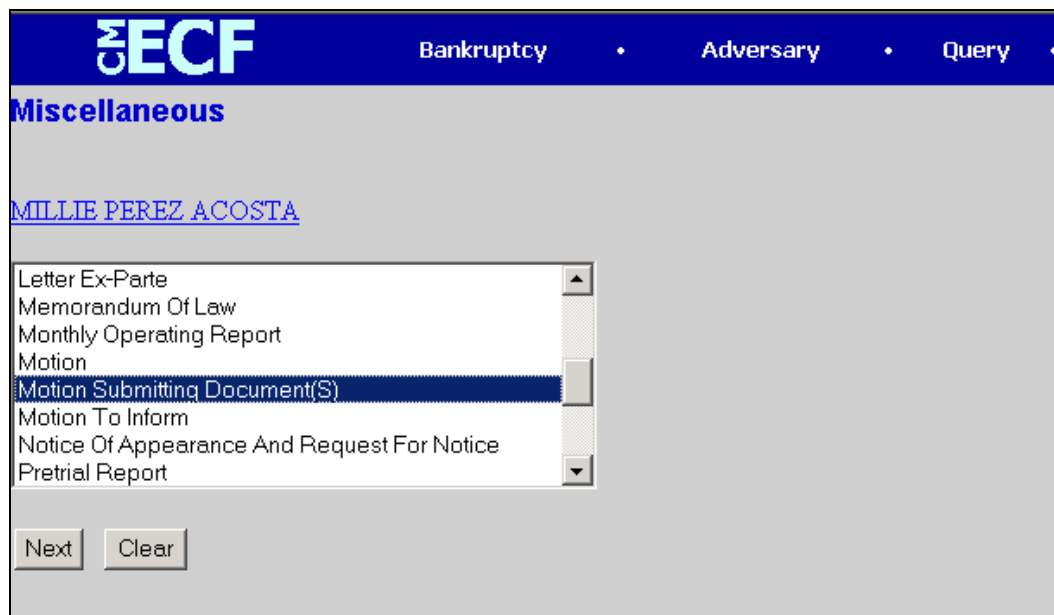 CM ECF Bankruptcy • Adversary • Query •
Miscellaneous
MILLIE PEREZ ACOSTA
Letter Ex-Parte
Memorandum Of Law
Monthly Operating Report
Motion
Motion Submitting Document(S)
Motion To Inform
Notice Of Appearance And Request For Notice
Pretrial Report
Next Clear